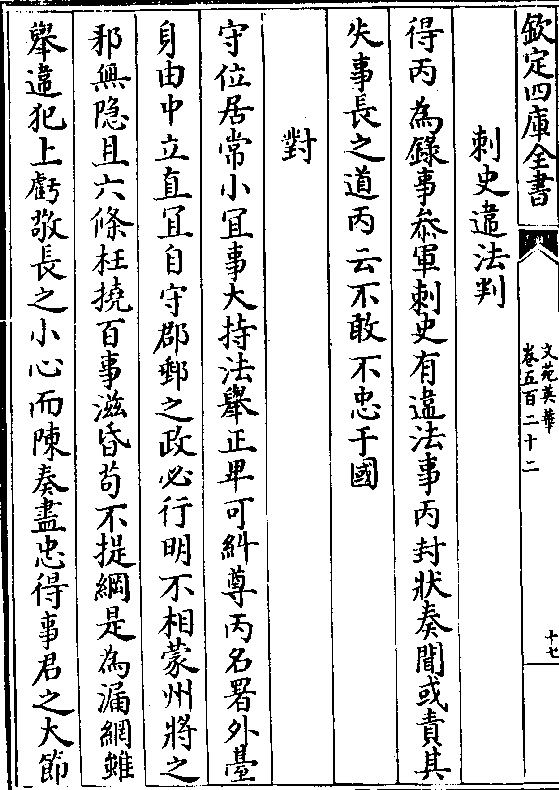 欽定四庫全書
文苑英華
卷五百二十二
十七
刺史違法判
得丙為錄事叅軍刺史有違法事丙封狀奏聞或責其
失事長之道丙云不敢不忠于國
對
守位居常小宜事大持法舉正卑可糾尊丙名署外臺
身由中立直冝自守郡郵之政必行明不相蒙州將之
邪無隐且六條枉撓百事滋昏苟不提綱是為漏網雖
舉違犯上虧敬長之小心而陳奏盡忠得事君之大節